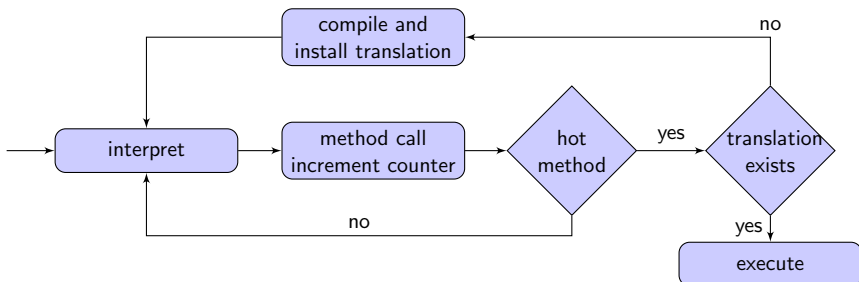 compile and
install translation
no
interpret
method call
increment counter
hot
method
yes
translation
exists
no
yes
execute